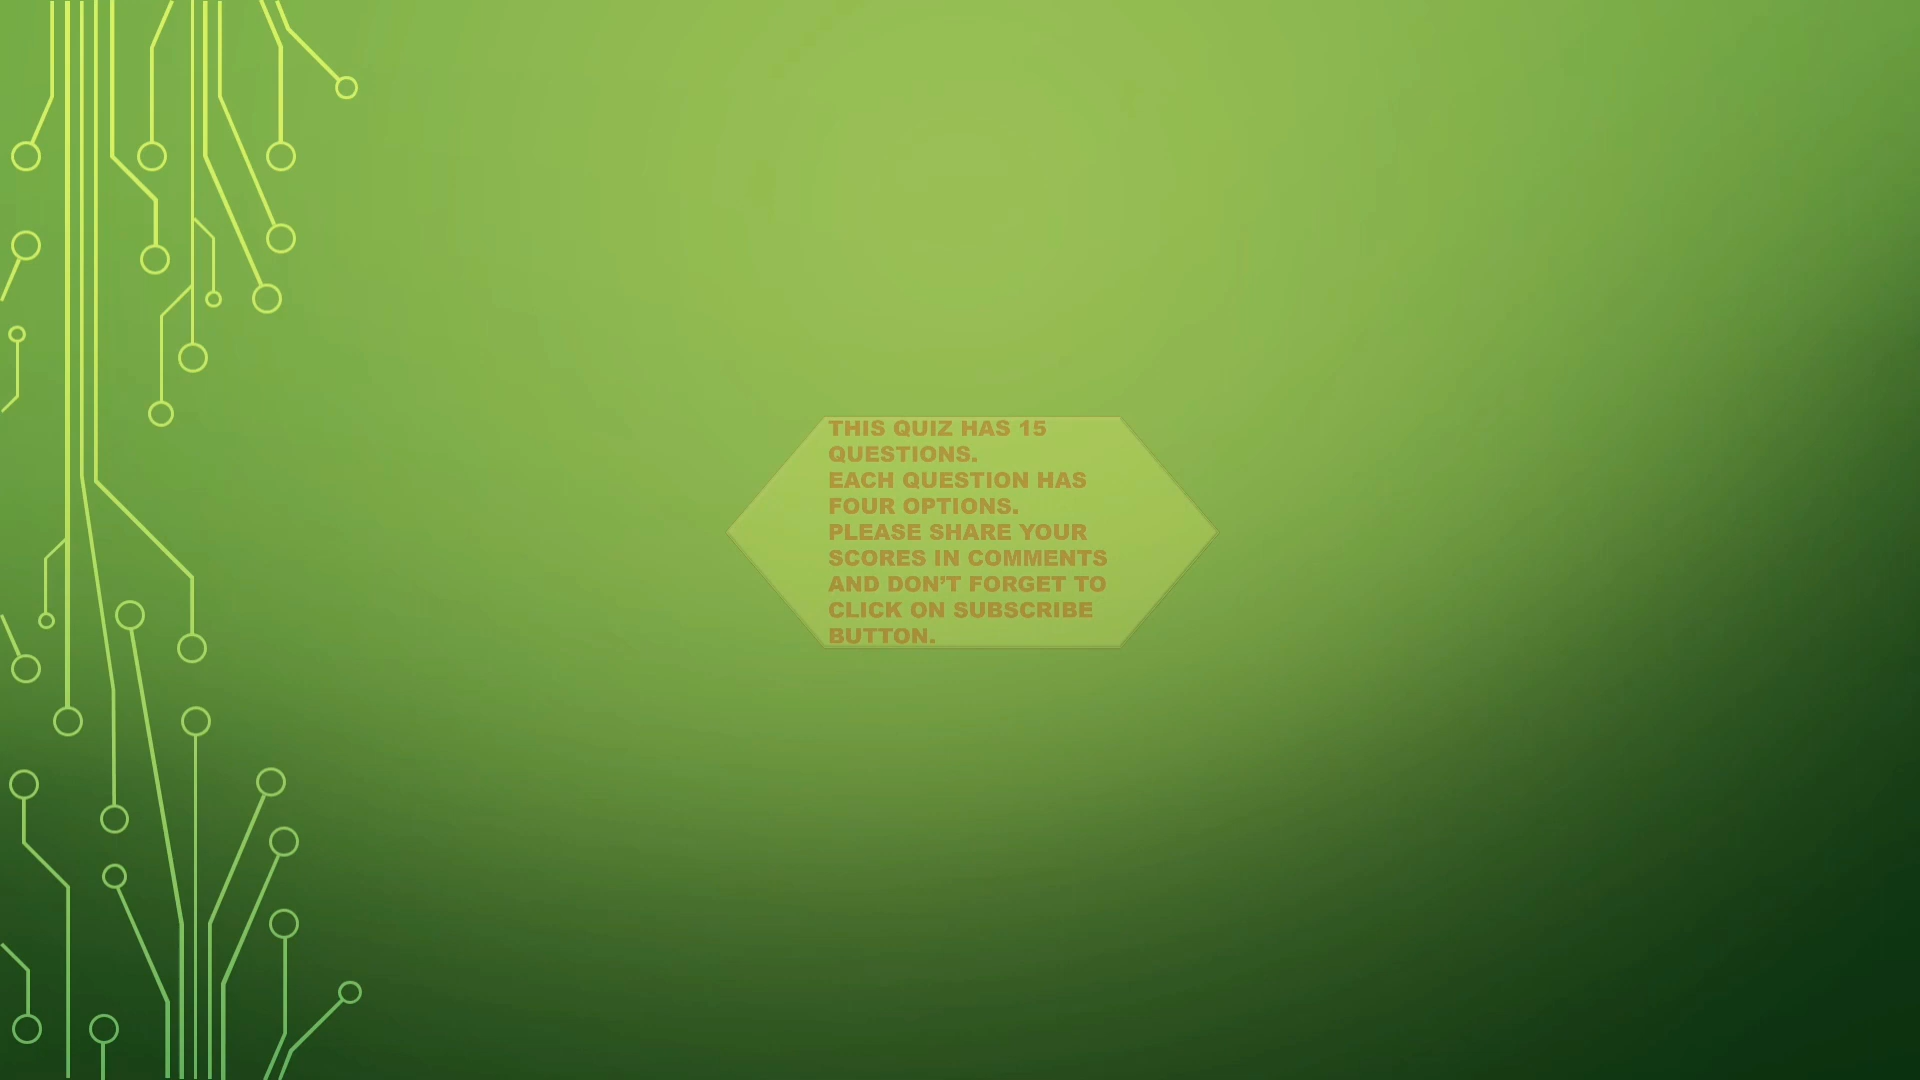 THIS QUIZ HAS 15
QUESTIONS.
EACH QUESTION HAS
FOUR OPTIONS.
PLEASE SHARE YOUR
SCORES IN COMMENTS
AND DON’T FORGET TO
CLICK ON SUBSCRIBE
BUTTON.